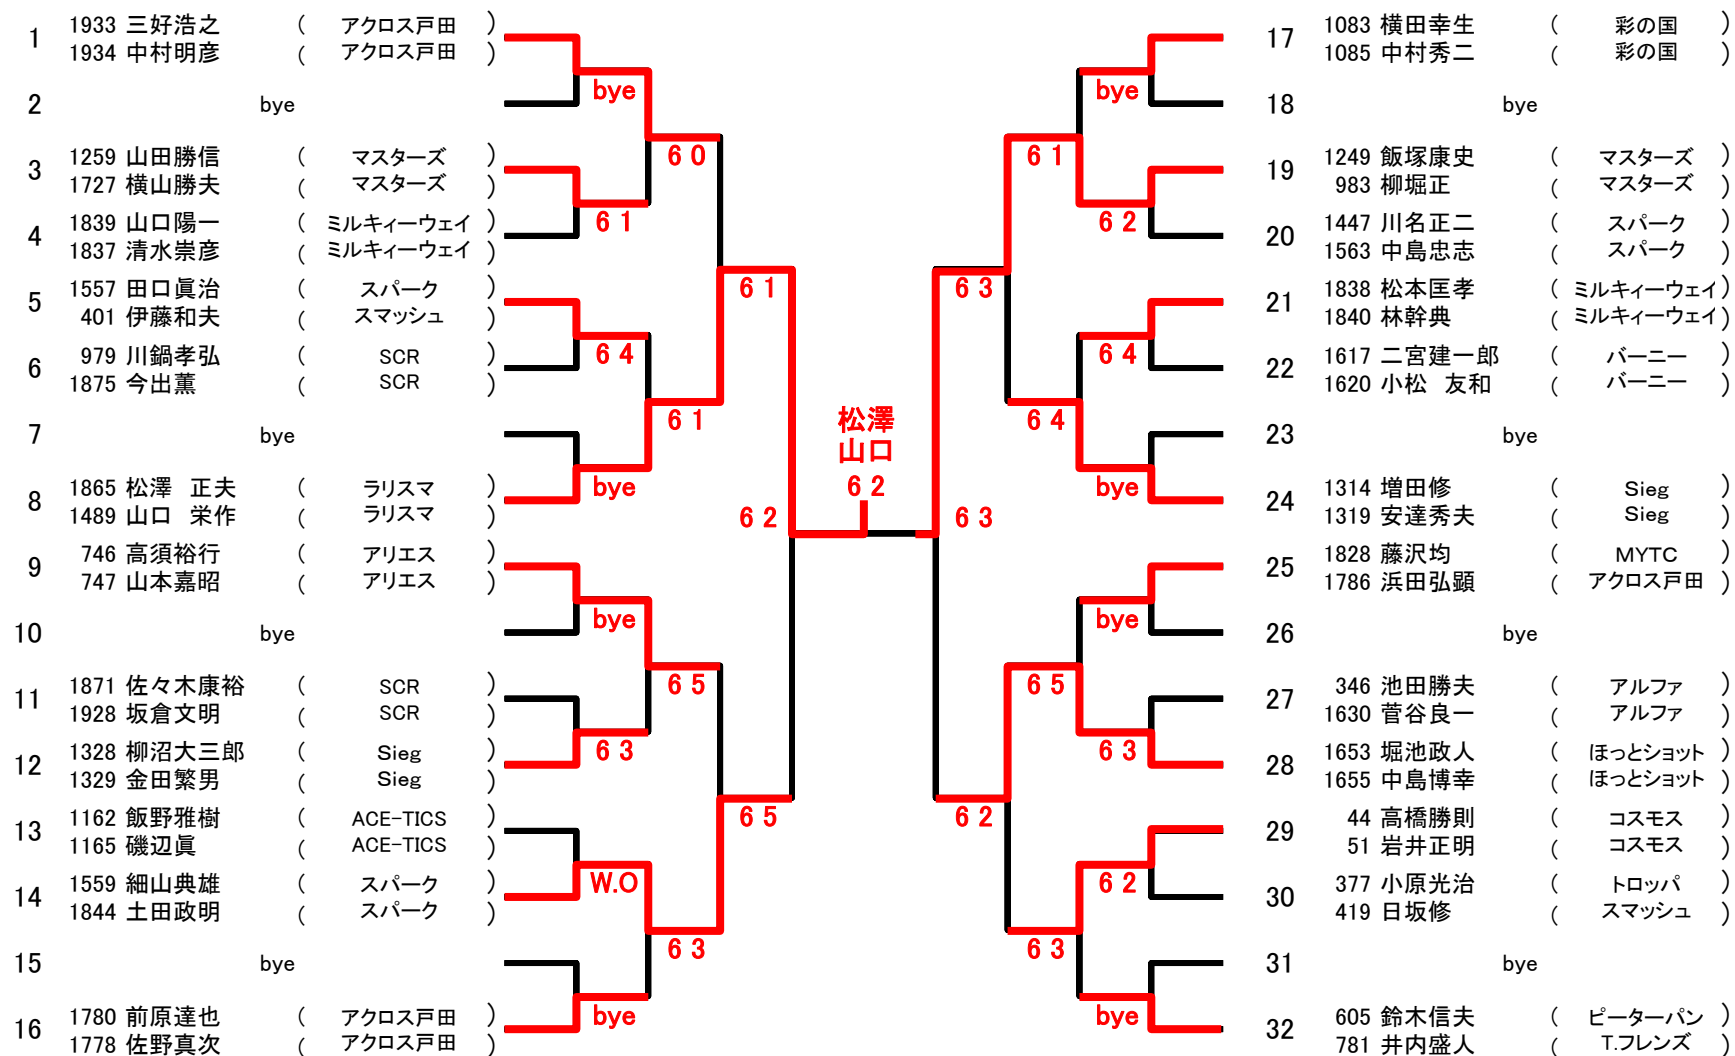 1 1933 三好浩之 ( アクロス戸田 )
1934 中村明彦 ( アクロス戸田 )
2 bye
3 1259 山田勝信 ( マスターズ )
1727 横山勝夫 ( マスターズ )
4 1839 山口陽一 ( ミルキィーウェイ )
1837 清水崇彦 ( ミルキィーウェイ )
5 1557 田口眞治 ( スパーク )
401 伊藤和夫 ( スマッシュ )
6 979 川鍋孝弘 ( SCR )
1875 今出薫 ( SCR )
7 bye
8 1865 松澤 正夫 ( ラリスマ )
1489 山口 栄作 ( ラリスマ )
9 746 高須裕行 ( アリエス )
747 山本嘉昭 ( アリエス )
10 bye
11 1871 佐々木康裕 ( SCR )
1928 坂倉文明 ( SCR )
12 1328 柳沼大三郎 ( Sieg )
1329 金田繁男 ( Sieg )
13 1162 飯野雅樹 ( ACE-TICS )
1165 磯辺眞 ( ACE-TICS )
14 1559 細山典雄 ( スパーク )
1844 土田政明 ( スパーク )
15 bye
16 1780 前原達也 ( アクロス戸田 )
1778 佐野真次 ( アクロス戸田 )
bye
6 1
6 4
bye
bye
6 3
W.O
bye
6 0
6 1
6 5
6 3
6 1
6 5
6 2
松澤
山口
6 2
6 3
6 3
6 2
6 1
6 4
6 5
6 3
bye
6 2
6 4
bye
bye
6 3
6 2
bye
17 1083 横田幸生 ( 彩の国 )
1085 中村秀二 ( 彩の国 )
18 bye
19 1249 飯塚康史 ( マスターズ )
983 柳堀正 ( マスターズ )
20 1447 川名正二 ( スパーク )
1563 中島忠志 ( スパーク )
21 1838 松本匡孝 ( ミルキィーウェイ )
1840 林幹典 ( ミルキィーウェイ )
22 1617 二宮建一郎 ( バーニー )
1620 小松 友和 ( バーニー )
23 bye
24 1314 増田修 ( Sieg )
1319 安達秀夫 ( Sieg )
25 1828 藤沢均 ( MYTC )
1786 浜田弘顕 ( アクロス戸田 )
26 bye
27 346 池田勝夫 ( アルファ )
1630 菅谷良一 ( アルファ )
28 1653 堀池政人 ( ほっとショット )
1655 中島博幸 ( ほっとショット )
29 44 高橋勝則 ( コスモス )
51 岩井正明 ( コスモス )
30 377 小原光治 ( トロッパ )
419 日坂修 ( スマッシュ )
31 bye
32 605 鈴木信夫 ( ピーターパン )
781 井内盛人 ( T.フレンズ )